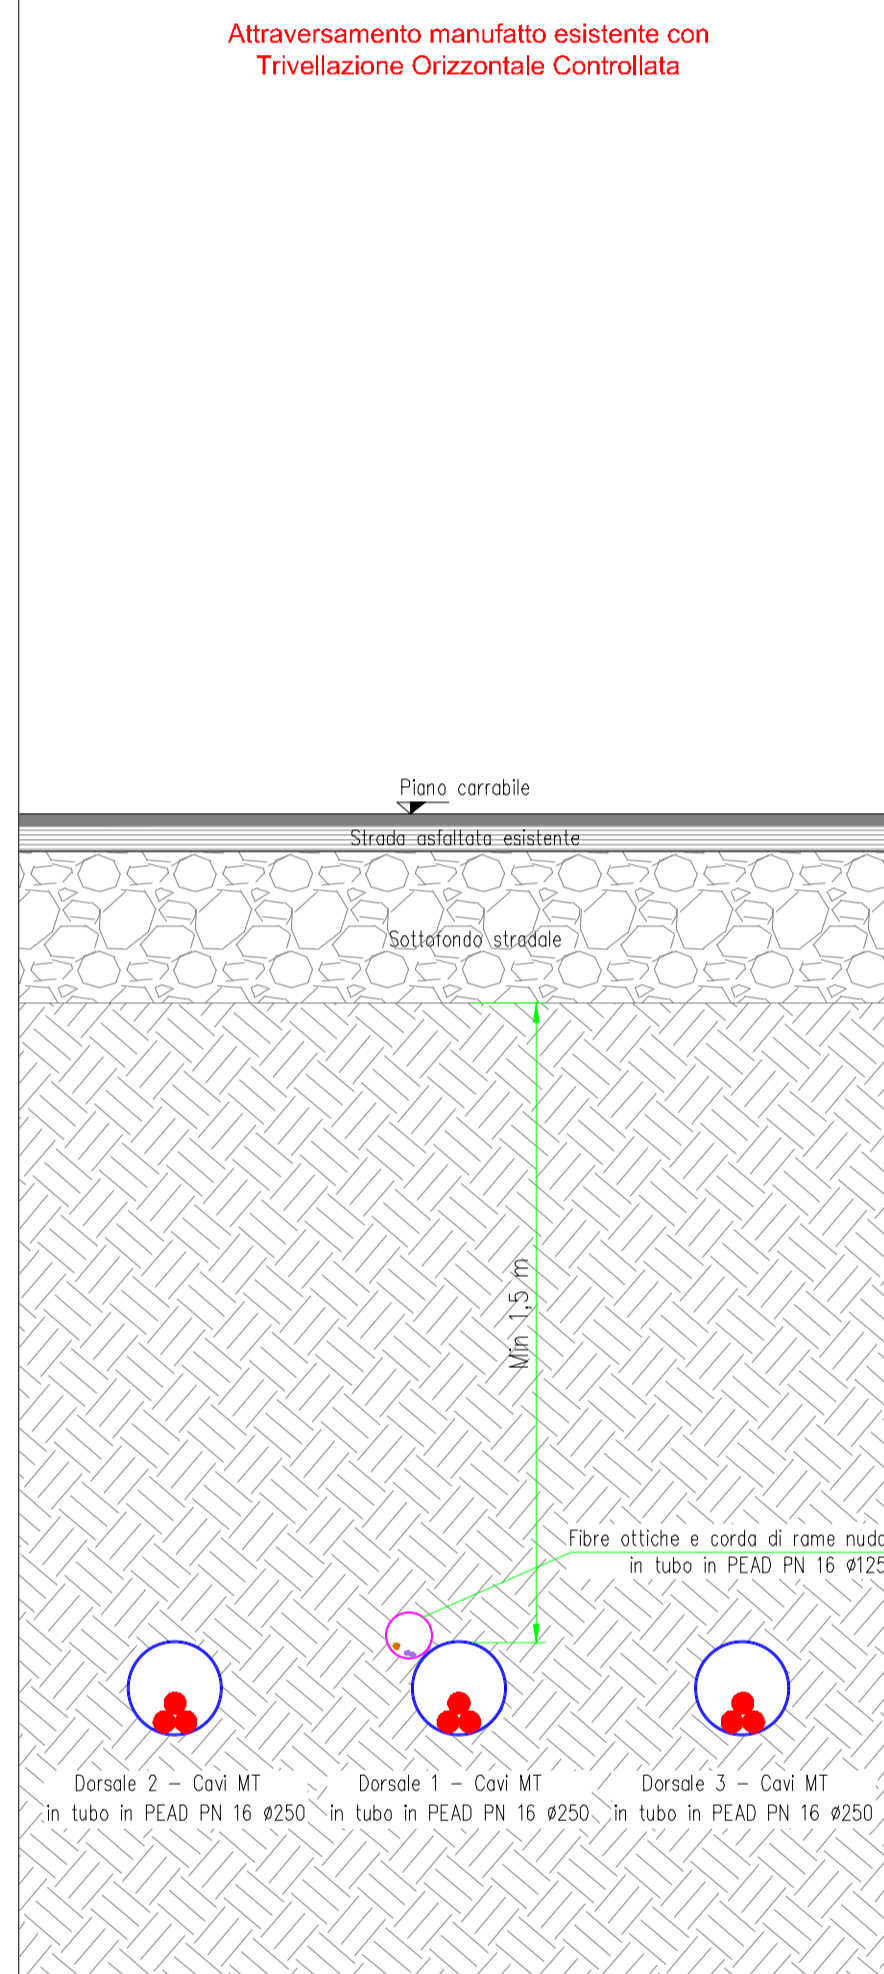 Attraversamento manufatto esistente con
Trivellazione Orizzontale Controllata
Piano carrabile
Strada asfaltata esistente
Sottofondo stradale
Min 1,5 m
Fibre ottiche e corda di rame nuda
in tubo in PEAD PN 16 ø125
Dorsale 2 – Cavi MT
in tubo in PEAD PN 16 ø250
Dorsale 1 – Cavi MT
in tubo in PEAD PN 16 ø250
Dorsale 3 – Cavi MT
in tubo in PEAD PN 16 ø250